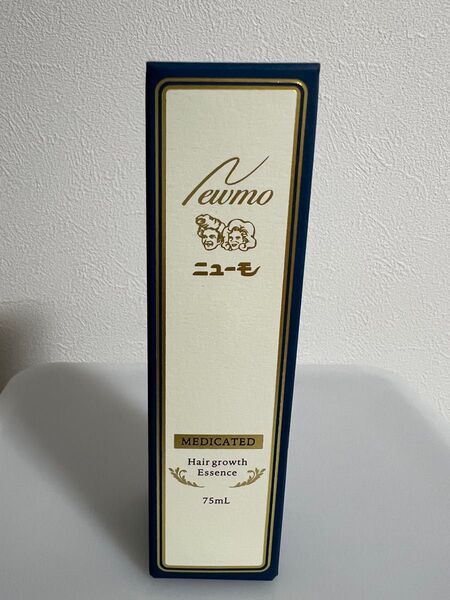 Newmo
ニューモ
MEDICATED
Hair growth
Essence
75mL